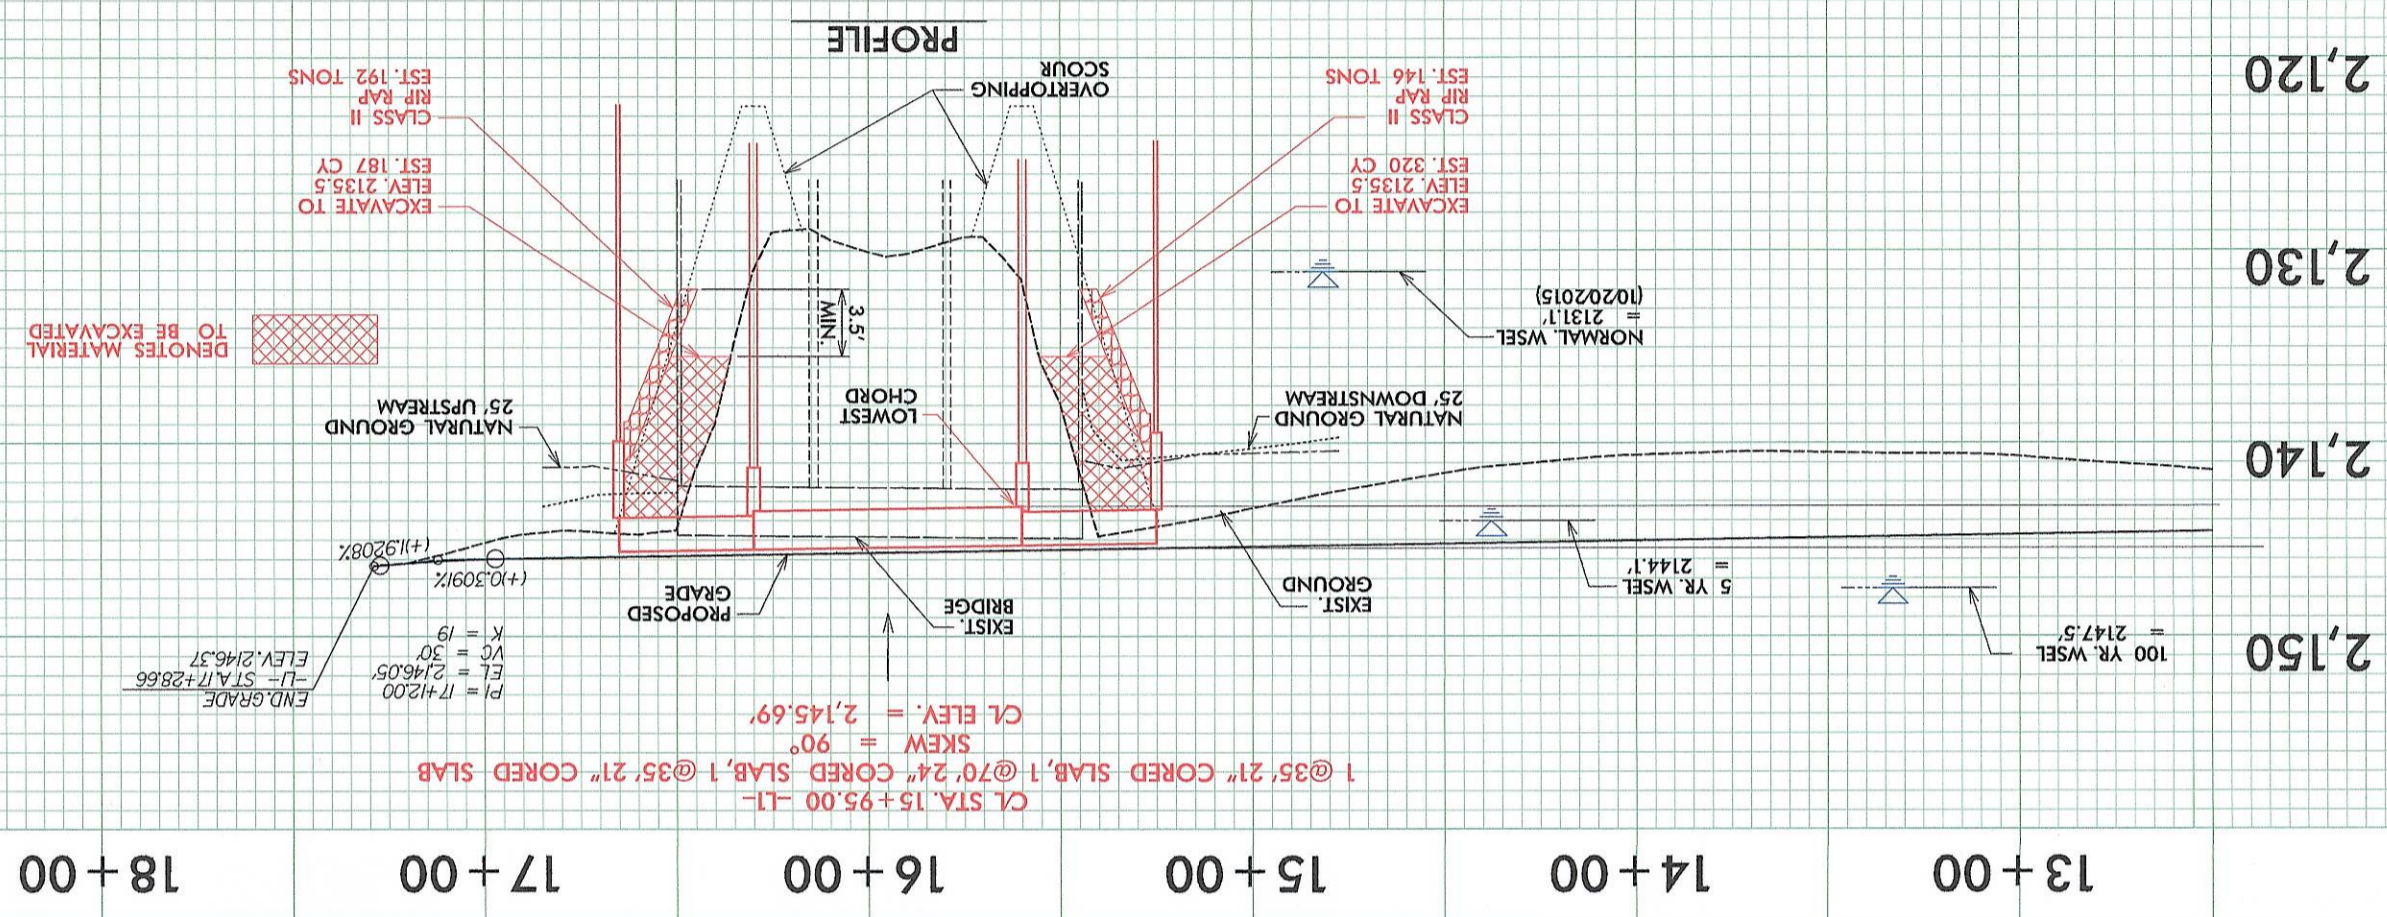 13+00
14+00
15+00
16+00
17+00
18+00
C/L STA. 15+95.00 -L1-
1 @35' 21" CORED SLAB, 1 @70' 24" CORED SLAB, 1 @35' 21" CORED SLAB
SKEW = 90°
C/L ELEV. = 2,145.69'
2,150
100 YR. WSEL
= 2147.5'
5 YR. WSEL
= 2144.1'
EXIST.
GROUND
EXIST.
BRIDGE
PROPOSED
GRADE
PI = 17+12.00
EL = 2,146.05'
VC = 30'
K = 19
END GRADE
-L1- STA.17+28.66
ELEV.2146.37
(+)0.3091%
(+)1.9208%
2,140
NATURAL GROUND
25' DOWNSTREAM
LOWEST
CHORD
NATURAL GROUND
25' UPSTREAM
NORMAL. WSEL
= 2131.1'
(10/20/2015)
3.5'
MIN.
DENOTES MATERIAL
TO BE EXCAVATED
2,130
EXCAVATE TO
ELEV. 2135.5
EST. 320 CY
EXCAVATE TO
ELEV. 2135.5
EST. 187 CY
CLASS II
RIP RAP
EST. 146 TONS
CLASS II
RIP RAP
EST. 192 TONS
OVERTOPPING
SCOUR
2,120
PROFILE